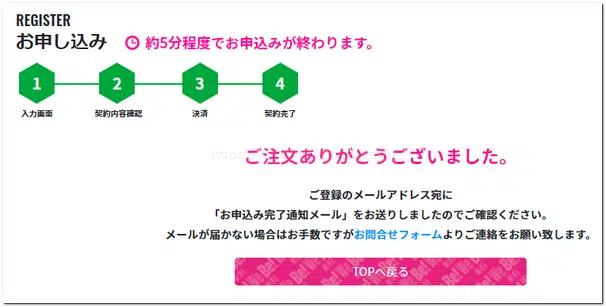 REGISTER
お申し込み
約5分程度でお申込みが終わります。
1 2 3 4
入力画面 契約内容確認 決済 契約完了
ご注文ありがとうございました。
ご登録のメールアドレス宛に
「お申込み完了通知メール」をお送りしましたのでご確認ください。
メールが届かない場合はお手数ですがお問合せフォームよりご連絡をお願い致します。
TOPへ戻る